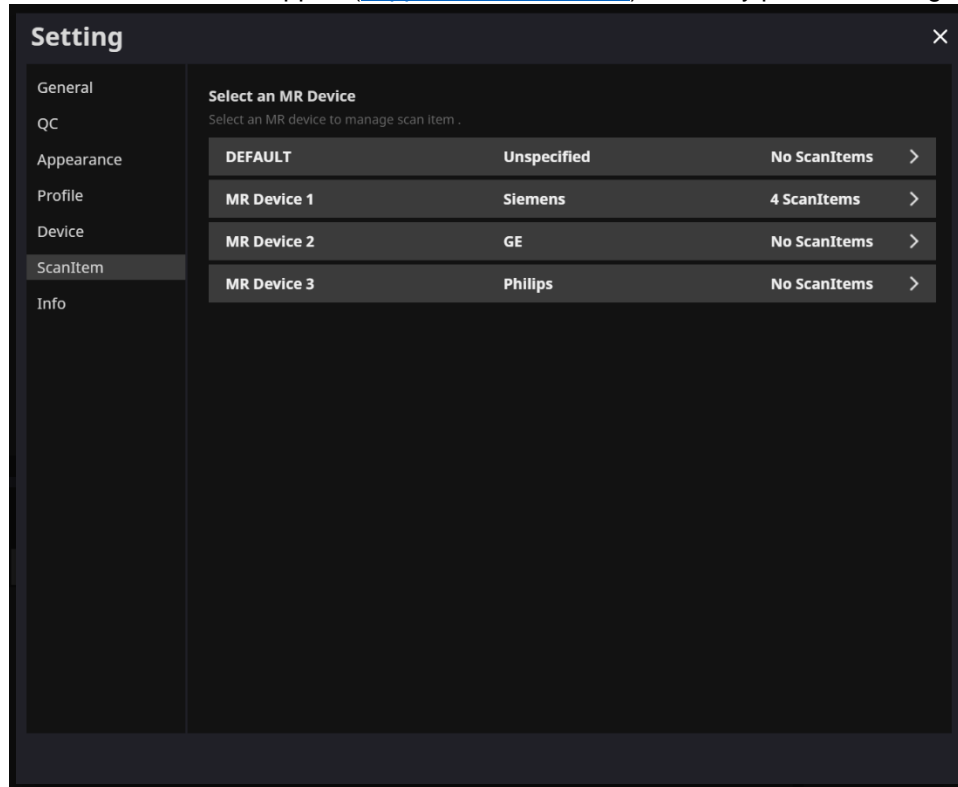 Setting
General
QC
Appearance
Profile
Device
ScanItem
Info
Select an MR Device
Select an MR device to manage scan item .
DEFAULT Unspecified No ScanItems
MR Device 1 Siemens 4 ScanItems
MR Device 2 GE No ScanItems
MR Device 3 Philips No ScanItems